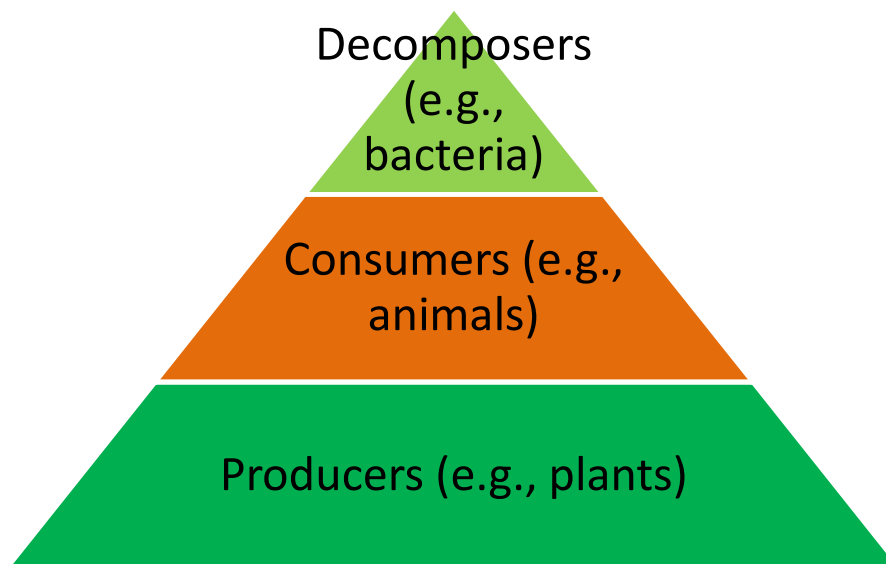 Decomposers
(e.g.,
bacteria)
Consumers (e.g.,
animals)
Producers (e.g., plants)